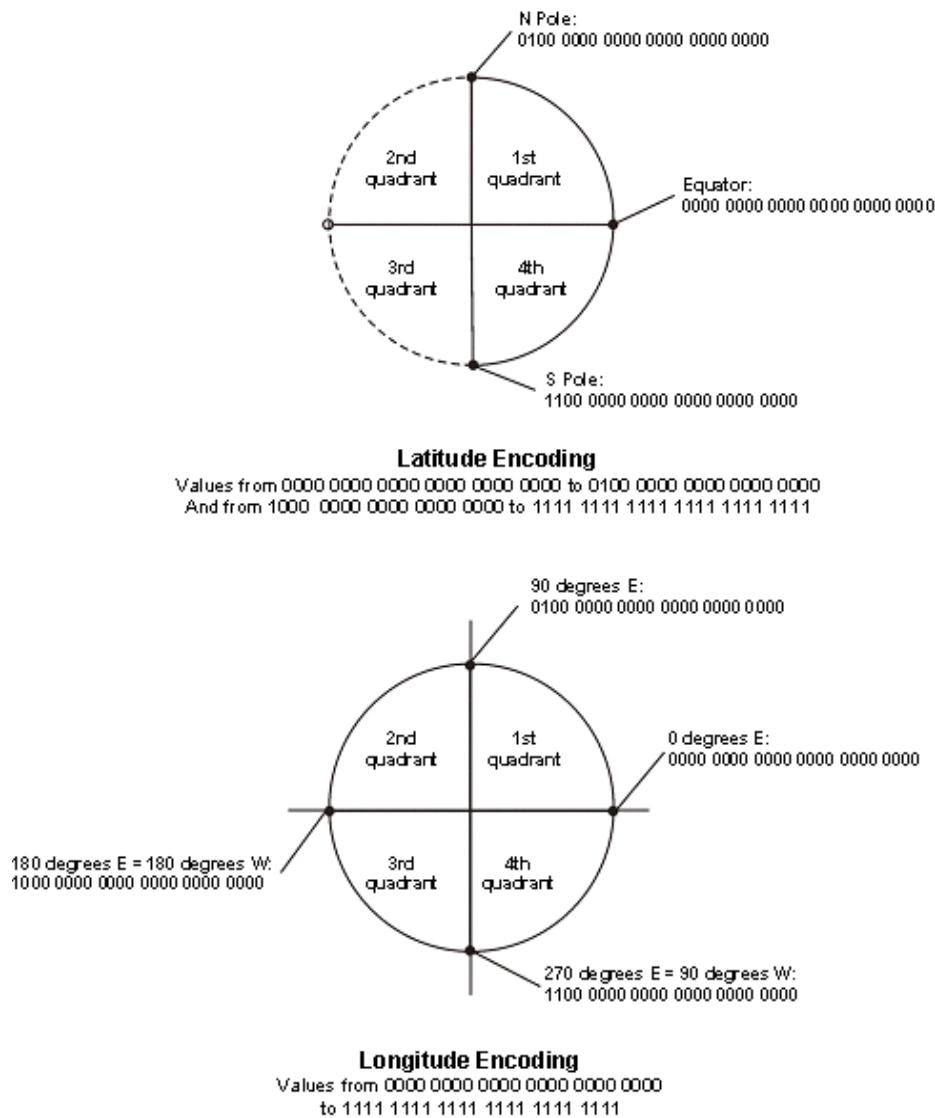 N Pole:
0100 0000 0000 0000 0000 0000
2nd
quadrant
1st
quadrant
Equator:
0000 0000 0000 0000 0000 0000
3rd
quadrant
4th
quadrant
S Pole:
1100 0000 0000 0000 0000 0000
Latitude Encoding
Values from 0000 0000 0000 0000 0000 0000 to 0100 0000 0000 0000 0000
And from 1000 0000 0000 0000 0000 to 1111 1111 1111 1111 1111 1111
90 degrees E:
0100 0000 0000 0000 0000 0000
2nd
quadrant
1st
quadrant
0 degrees E:
0000 0000 0000 0000 0000 0000
180 degrees E = 180 degrees W:
1000 0000 0000 0000 0000 0000
3rd
quadrant
4th
quadrant
270 degrees E = 90 degrees W:
1100 0000 0000 0000 0000 0000
Longitude Encoding
Values from 0000 0000 0000 0000 0000 0000
to 1111 1111 1111 1111 1111 1111